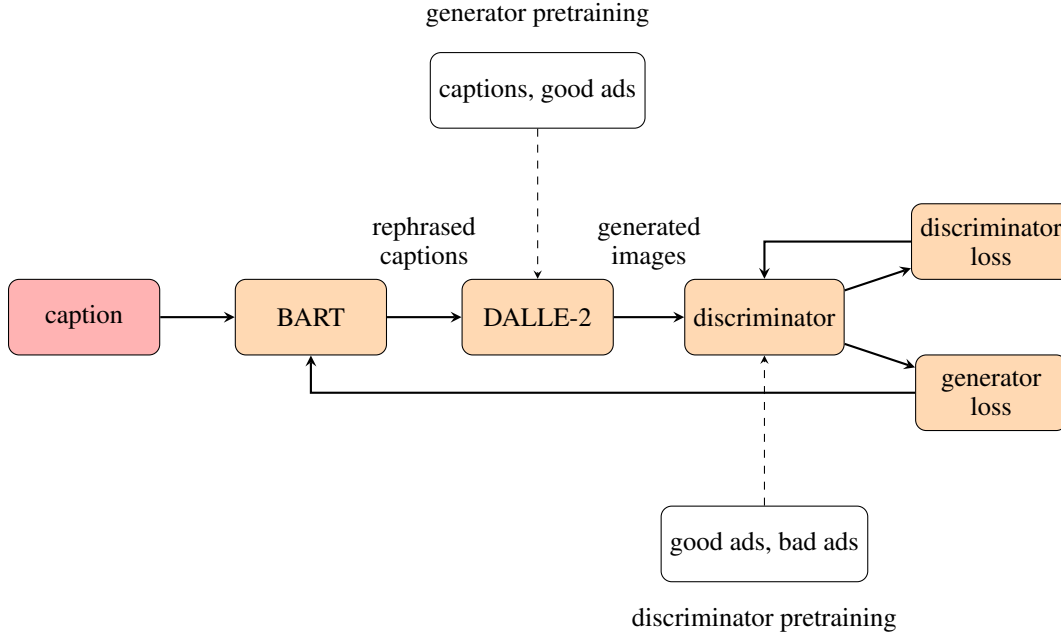 generator pretraining
captions, good ads
rephrased
captions
generated
images
discriminator
loss
caption
BART
DALLE-2
discriminator
generator
loss
good ads, bad ads
discriminator pretraining